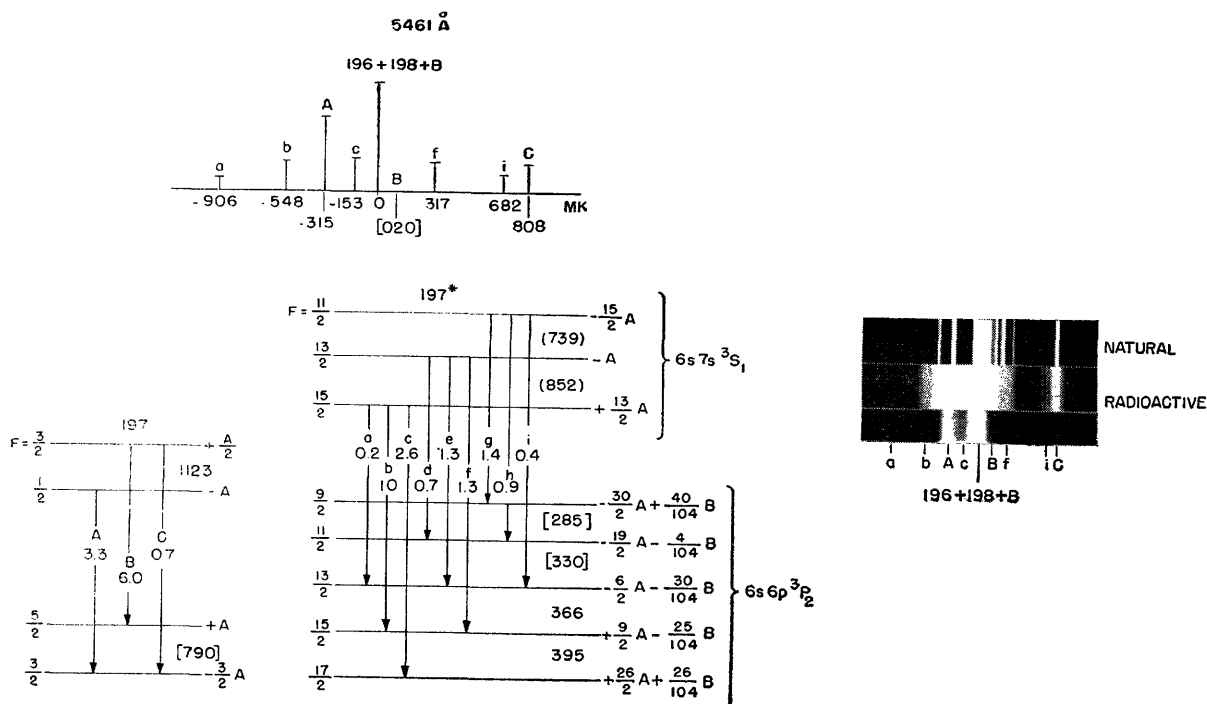 5461 Å
196+198+B
A
b
c
f
i
C
a
B
-906
-548
-153
0
317
682
MK
-315
[020]
808
197*
F = 11/2
- 15/2 A
(739)
13/2
- A
6s 7s ³S₁
(852)
15/2
+ 13/2 A
a
c
e
g
i
0.2
2.6
1.3
1.4
0.4
b
d
f
h
10
0.7
1.3
0.9
9/2
- 30/2 A + 40/104 B
[285]
11/2
- 19/2 A - 4/104 B
[330]
13/2
- 6/2 A - 30/104 B
6s 6p ³P₂
366
15/2
+ 9/2 A - 25/104 B
395
17/2
+ 26/2 A + 26/104 B
197
F = 3/2
+ A/2
1123
1/2
- A
A
C
3.3
0.7
B
6.0
5/2
+ A
[790]
3/2
- 3/2 A
NATURAL
RADIOACTIVE
a b A c B f i C
196+198+B